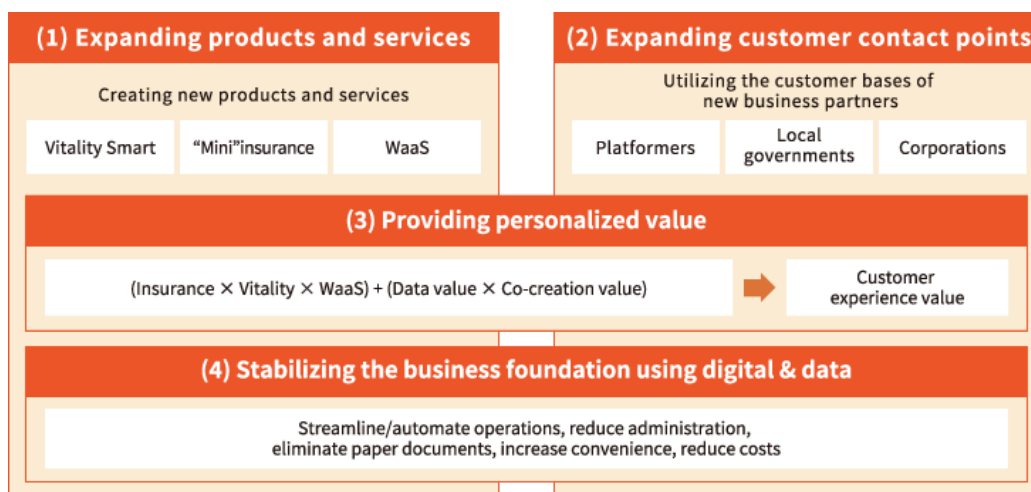 (1) Expanding products and services
Creating new products and services
Vitality Smart
“Mini”insurance
WaaS
(2) Expanding customer contact points
Utilizing the customer bases of
new business partners
Platformers
Local
governments
Corporations
(3) Providing personalized value
(Insurance × Vitality × WaaS) + (Data value × Co-creation value)
Customer
experience value
(4) Stabilizing the business foundation using digital & data
Streamline/automate operations, reduce administration,
eliminate paper documents, increase convenience, reduce costs